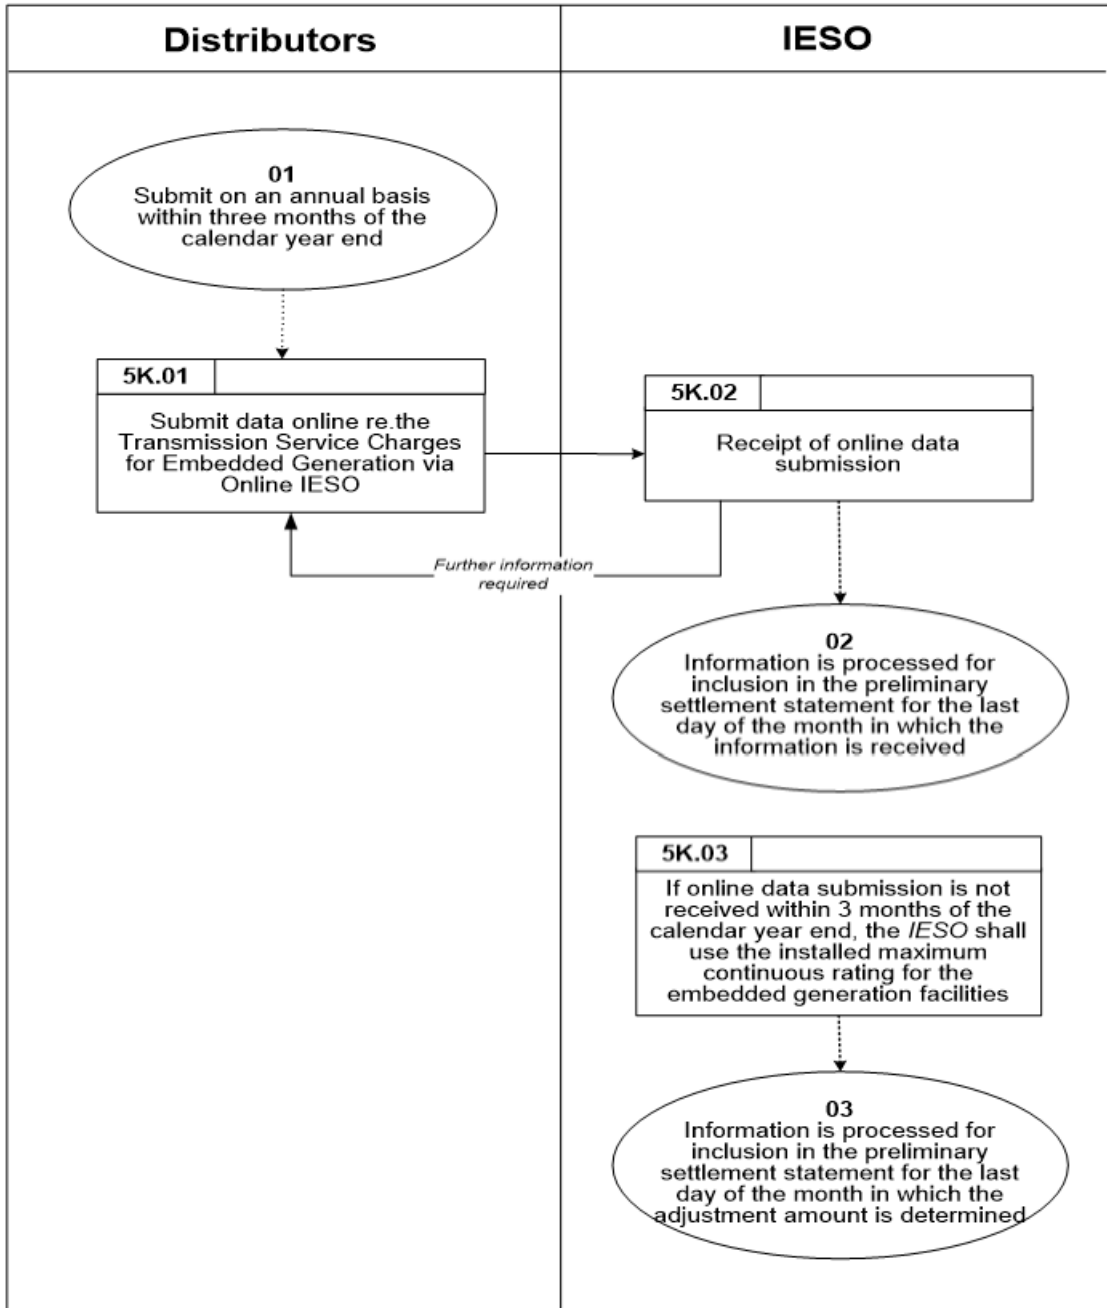 Distributors
IESO
01
Submit on an annual basis
within three months of the
calendar year end
5K.01
Submit data online re.the
Transmission Service Charges
for Embedded Generation via
Online IESO
5K.02
Receipt of online data
submission
Further information
required
02
Information is processed for
inclusion in the preliminary
settlement statement for the last
day of the month in which the
information is received
5K.03
If online data submission is not
received within 3 months of the
calendar year end, the IESO shall
use the installed maximum
continuous rating for the
embedded generation facilities
03
Information is processed for
inclusion in the preliminary
settlement statement for the last
day of the month in which the
adjustment amount is determined